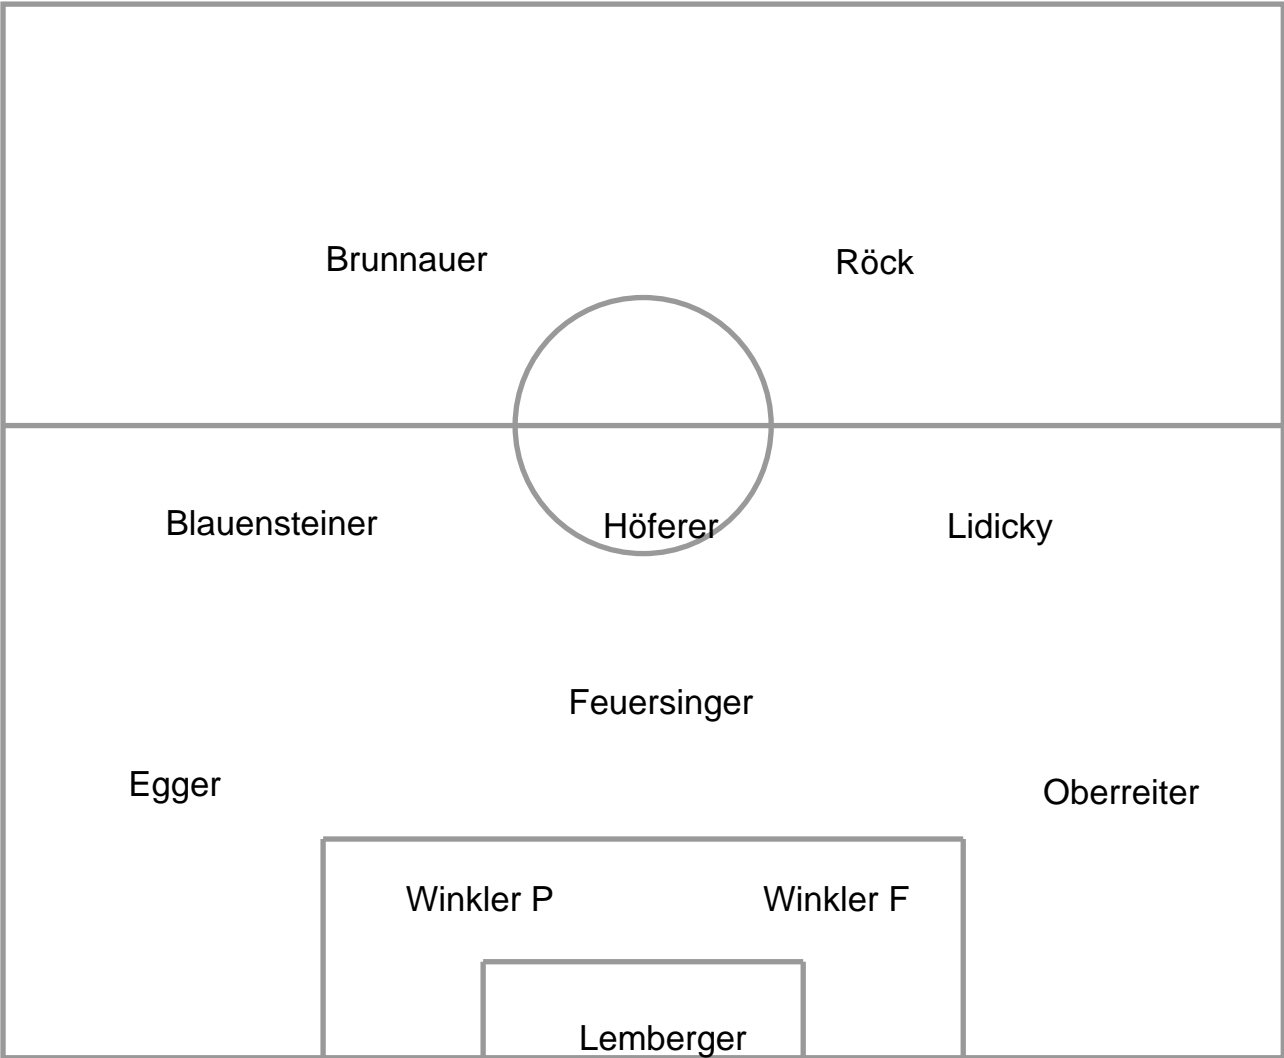 Brunnauer
Röck
Blauensteiner
Höferer
Lidicky
Feuersinger
Egger
Oberreiter
Winkler P
Winkler F
Lemberger